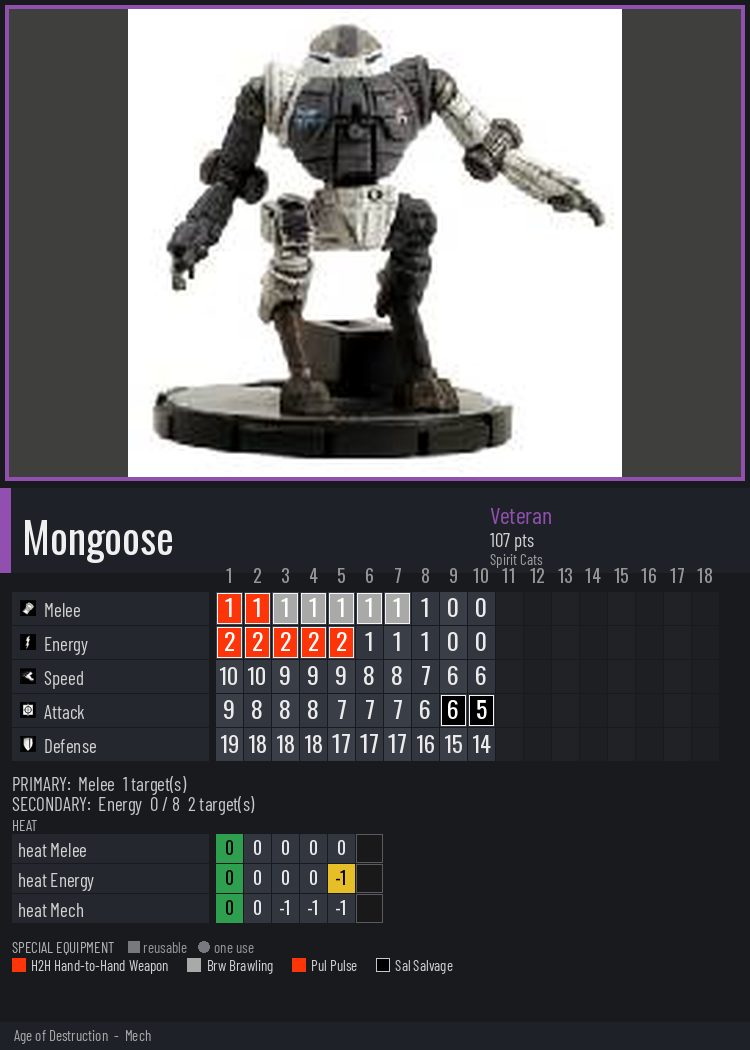 Mongoose
Veteran
107 pts
Spirit Cats
1 2 3 4 5 6 7 8 9 10 11 12 13 14 15 16 17 18
Melee 1 1 1 1 1 1 1 1 0 0
Energy 2 2 2 2 2 1 1 1 0 0
Speed 10 10 9 9 9 8 8 7 6 6
Attack 9 8 8 8 7 7 7 6 6 5
Defense 19 18 18 18 17 17 17 16 15 14
PRIMARY: Melee 1 target(s)
SECONDARY: Energy 0 / 8 2 target(s)
HEAT
heat Melee 0 0 0 0 0
heat Energy 0 0 0 0 -1
heat Mech 0 0 -1 -1 -1
SPECIAL EQUIPMENT reusable one use
H2H Hand-to-Hand Weapon Brw Brawling Pul Pulse Sal Salvage
Age of Destruction - Mech